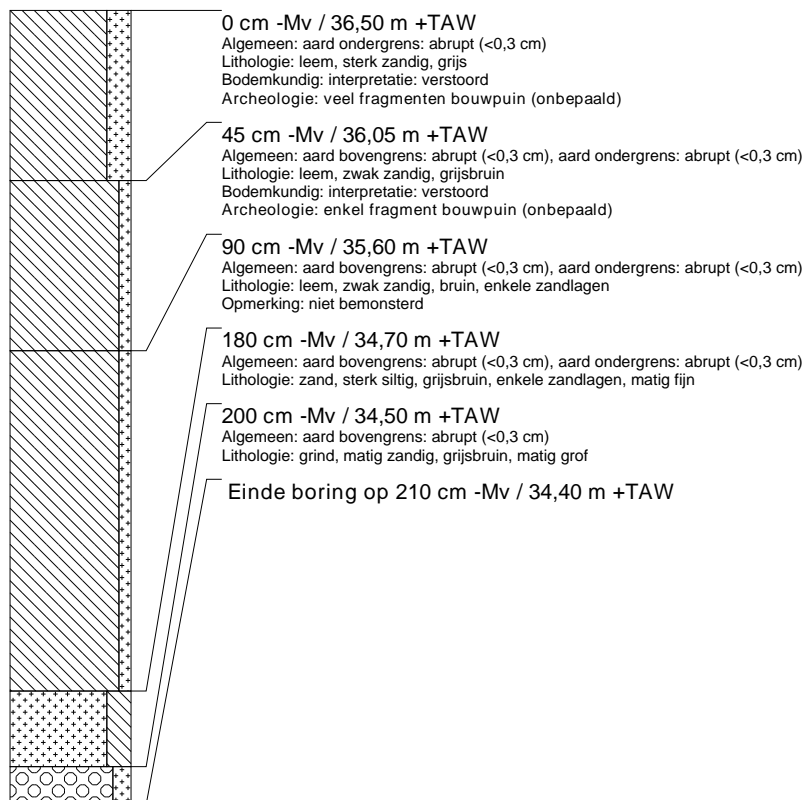 0 cm -Mv / 36,50 m +TAW
Algemeen: aard ondergrens: abrupt (<0,3 cm)
Lithologie: leem, sterk zandig, grijs
Bodemkundig: interpretatie: verstoord
Archeologie: veel fragmenten bouwpuin (onbepaald)
45 cm -Mv / 36,05 m +TAW
Algemeen: aard bovengrens: abrupt (<0,3 cm), aard ondergrens: abrupt (<0,3 cm)
Lithologie: leem, zwak zandig, grijsbruin
Bodemkundig: interpretatie: verstoord
Archeologie: enkel fragment bouwpuin (onbepaald)
90 cm -Mv / 35,60 m +TAW
Algemeen: aard bovengrens: abrupt (<0,3 cm), aard ondergrens: abrupt (<0,3 cm)
Lithologie: leem, zwak zandig, bruin, enkele zandlagen
Opmerking: niet bemonsterd
180 cm -Mv / 34,70 m +TAW
Algemeen: aard bovengrens: abrupt (<0,3 cm), aard ondergrens: abrupt (<0,3 cm)
Lithologie: zand, sterk siltig, grijsbruin, enkele zandlagen, matig fijn
200 cm -Mv / 34,50 m +TAW
Algemeen: aard bovengrens: abrupt (<0,3 cm)
Lithologie: grind, matig zandig, grijsbruin, matig grof
Einde boring op 210 cm -Mv / 34,40 m +TAW